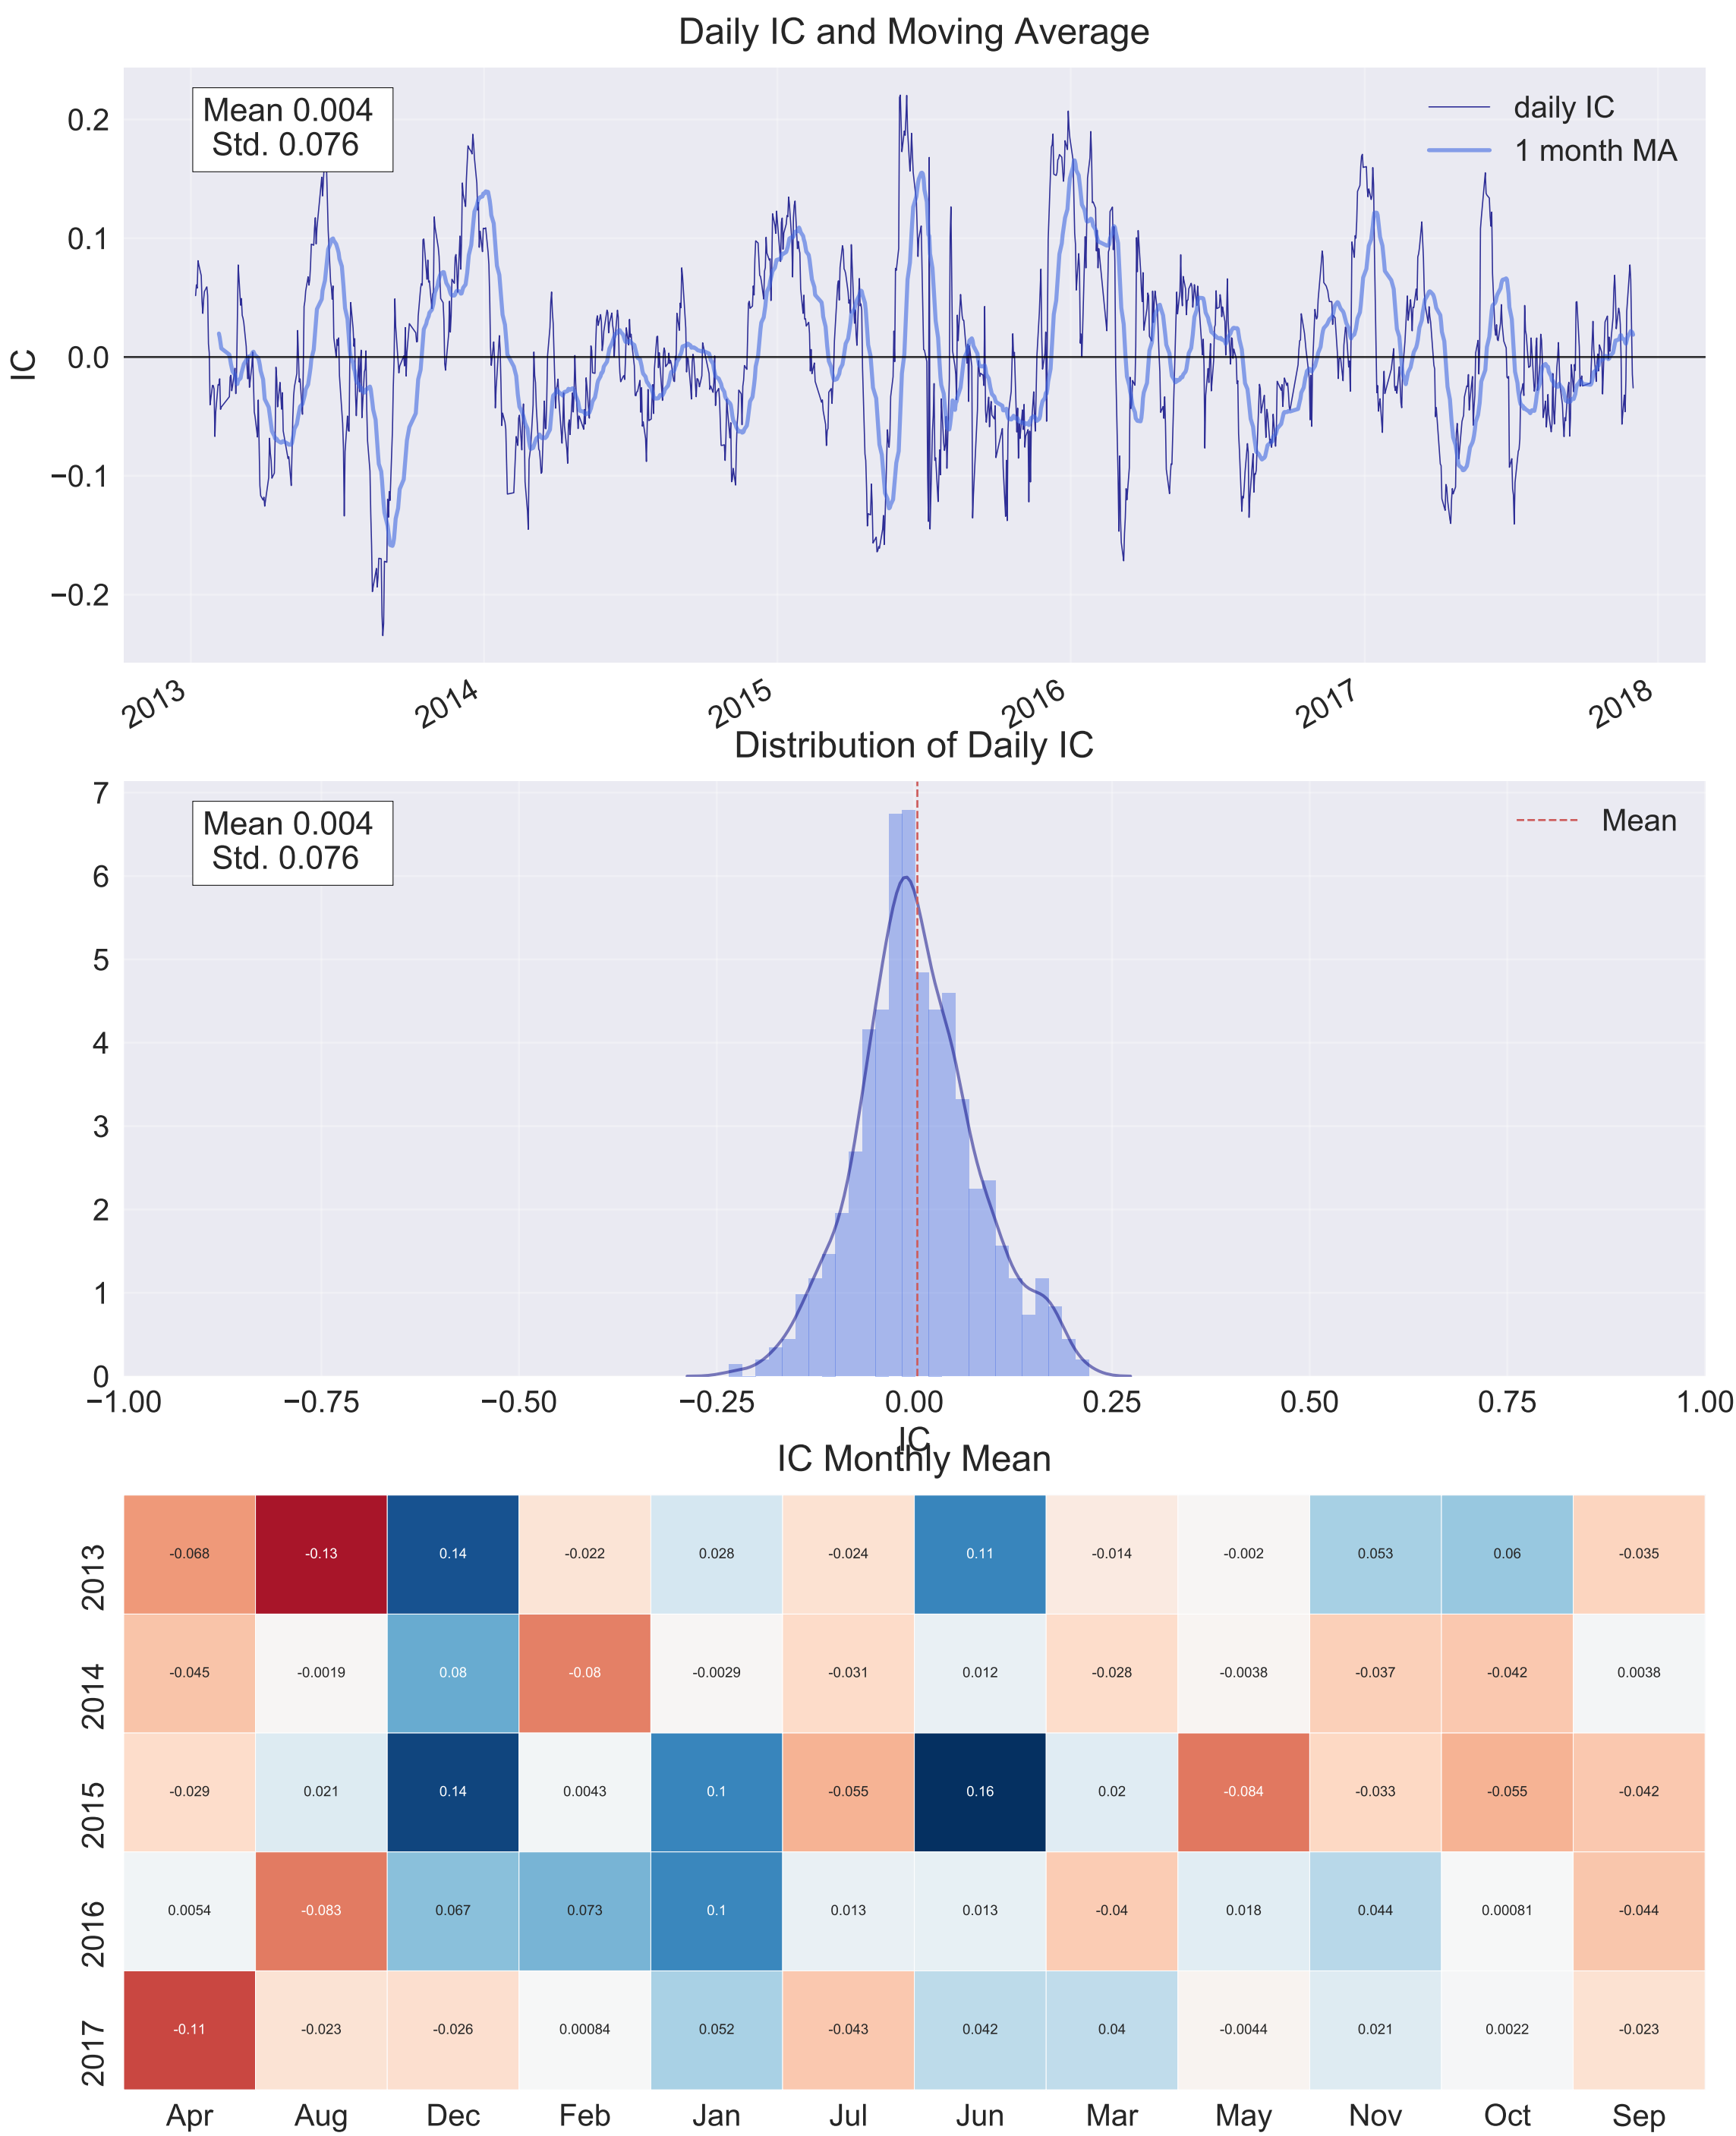 Daily IC and Moving Average
Mean 0.004
Std. 0.076
daily IC
1 month MA
0.2
0.1
0.0
−0.1
−0.2
IC
2013 2014 2015 2016 2017 2018
Distribution of Daily IC
Mean 0.004
Std. 0.076
Mean
7
6
5
4
3
2
1
0
−1.00 −0.75 −0.50 −0.25 0.00 0.25 0.50 0.75 1.00
IC
IC Monthly Mean
2013 -0.068 -0.13 0.14 -0.022 0.028 -0.024 0.11 -0.014 -0.002 0.053 0.06 -0.035
2014 -0.045 -0.0019 0.08 -0.08 -0.0029 -0.031 0.012 -0.028 -0.0038 -0.037 -0.042 0.0038
2015 -0.029 0.021 0.14 0.0043 0.1 -0.055 0.16 0.02 -0.084 -0.033 -0.055 -0.042
2016 0.0054 -0.083 0.067 0.073 0.1 0.013 0.013 -0.04 0.018 0.044 0.00081 -0.044
2017 -0.11 -0.023 -0.026 0.00084 0.052 -0.043 0.042 0.04 -0.0044 0.021 0.0022 -0.023
Apr Aug Dec Feb Jan Jul Jun Mar May Nov Oct Sep